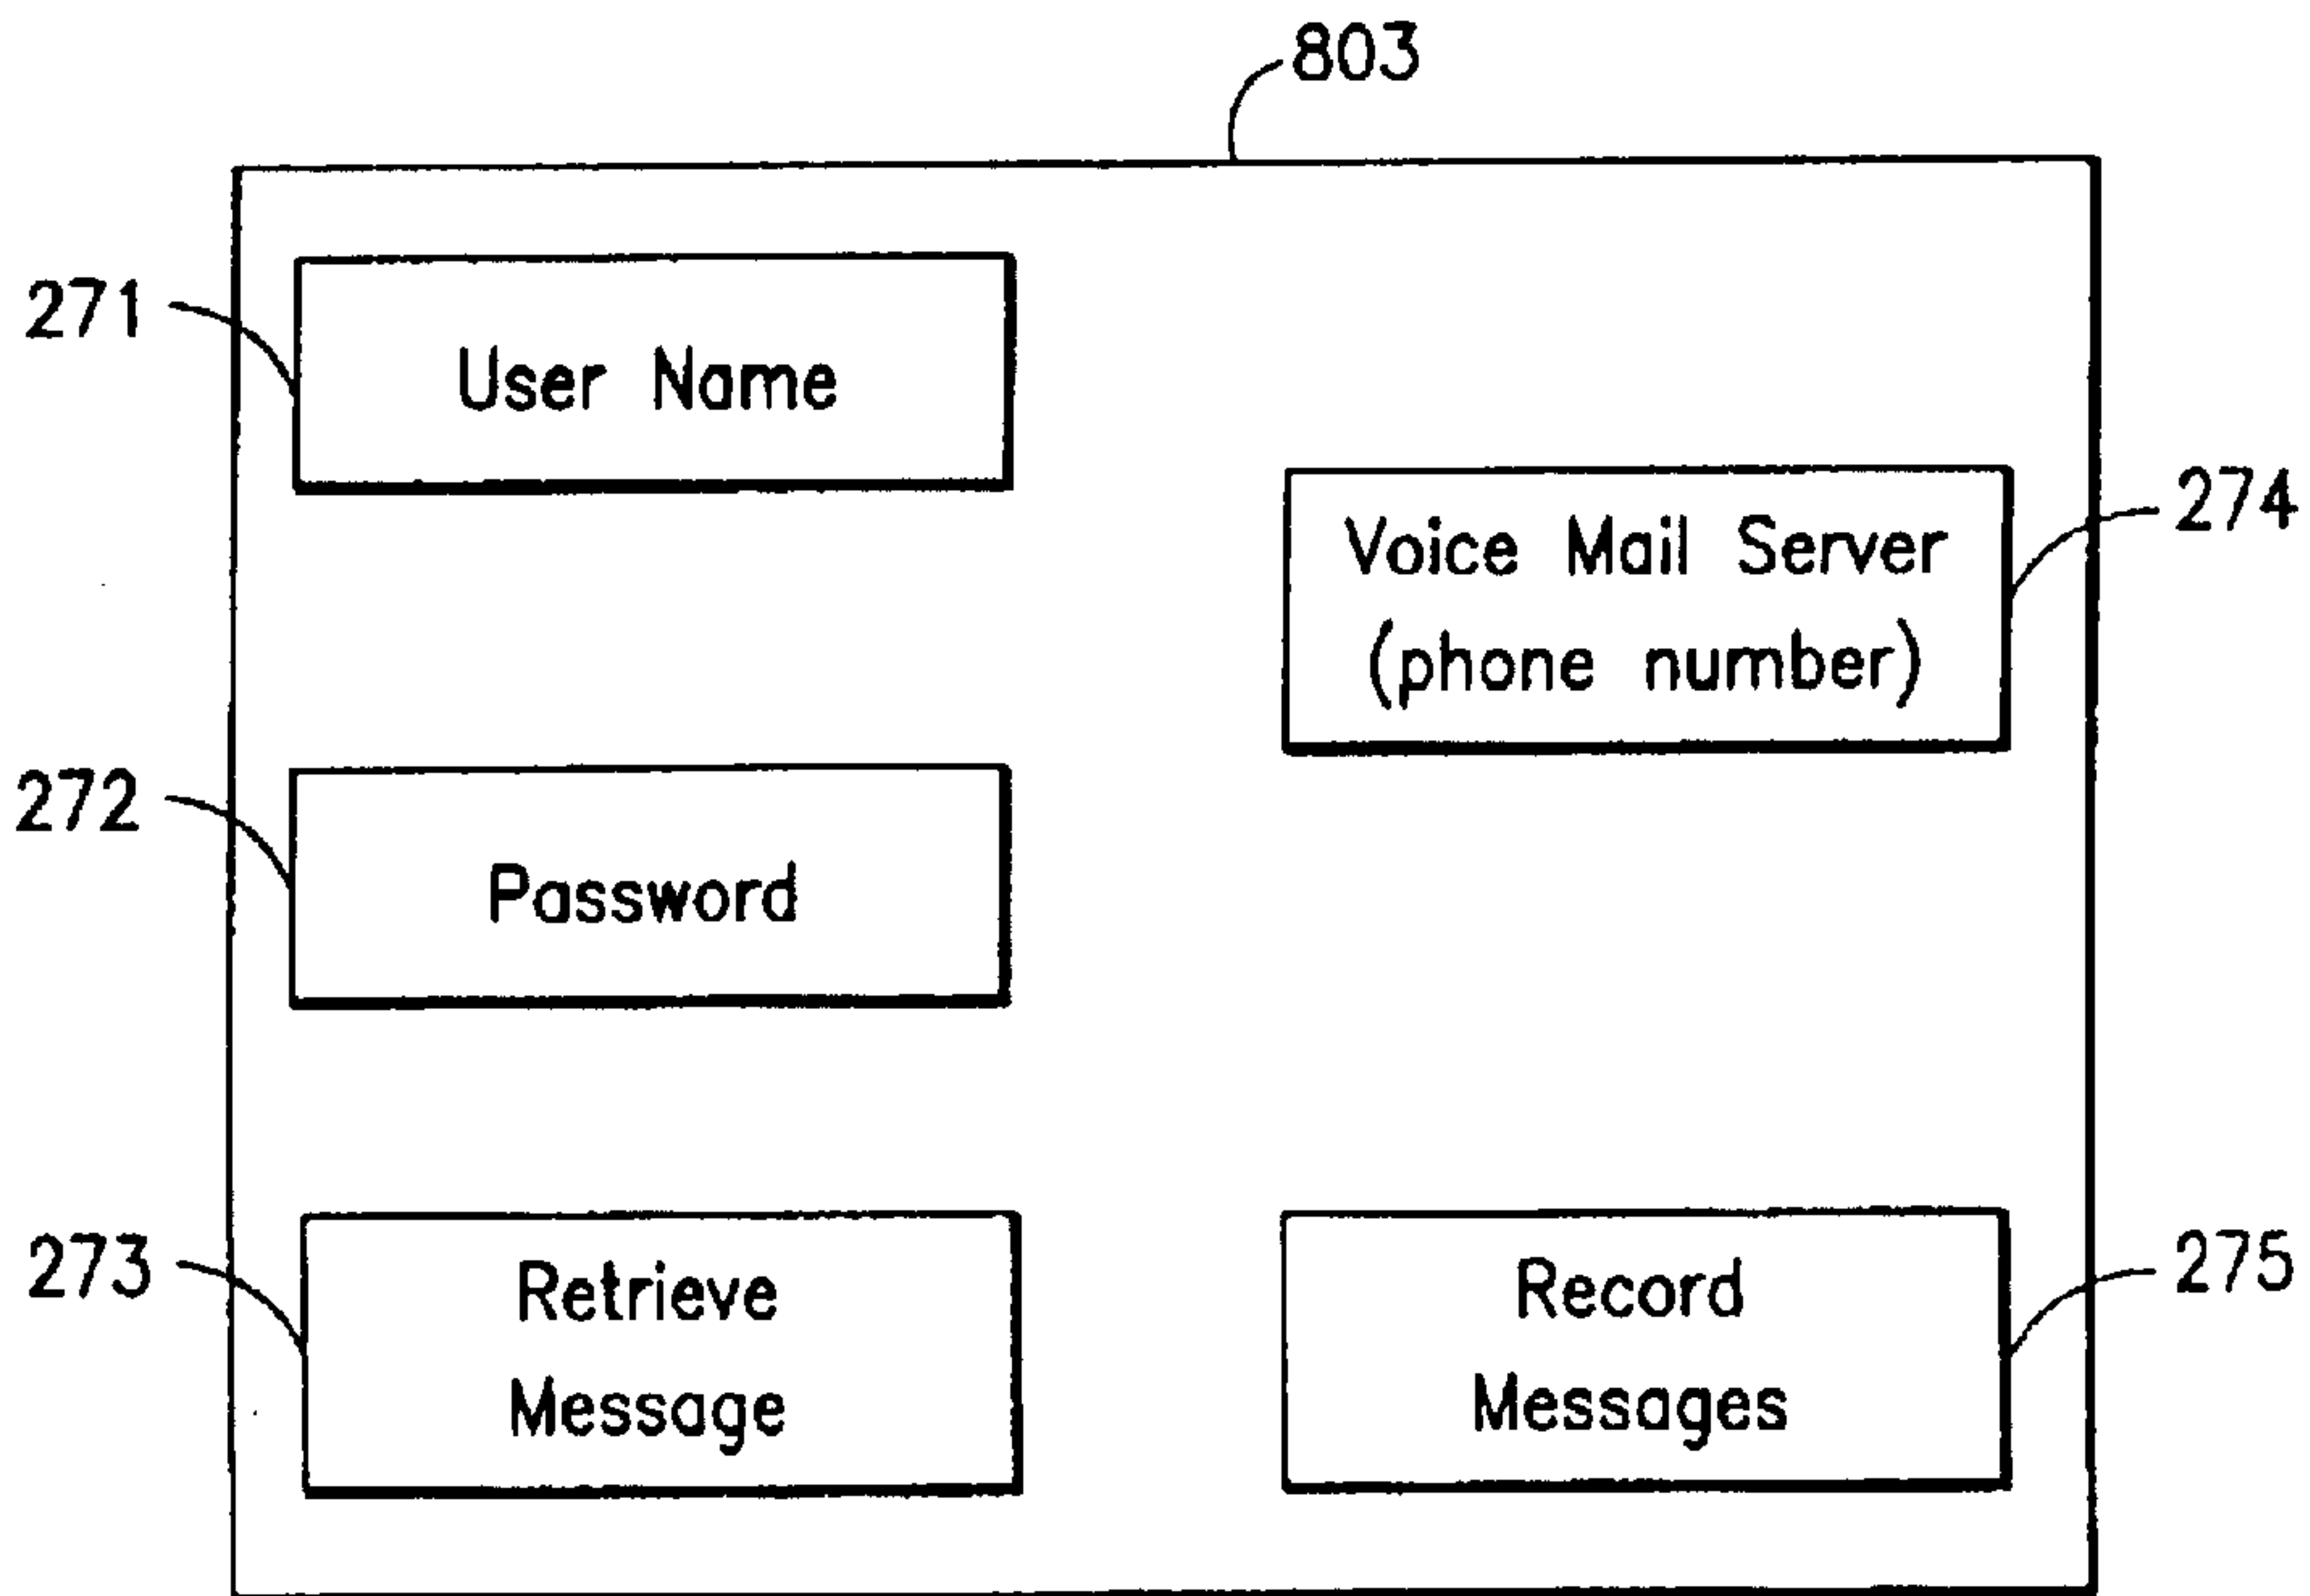 803
271
User Name
274
Voice Mail Server
(phone number)
272
Password
273
Retrieve
Message
275
Record
Messages